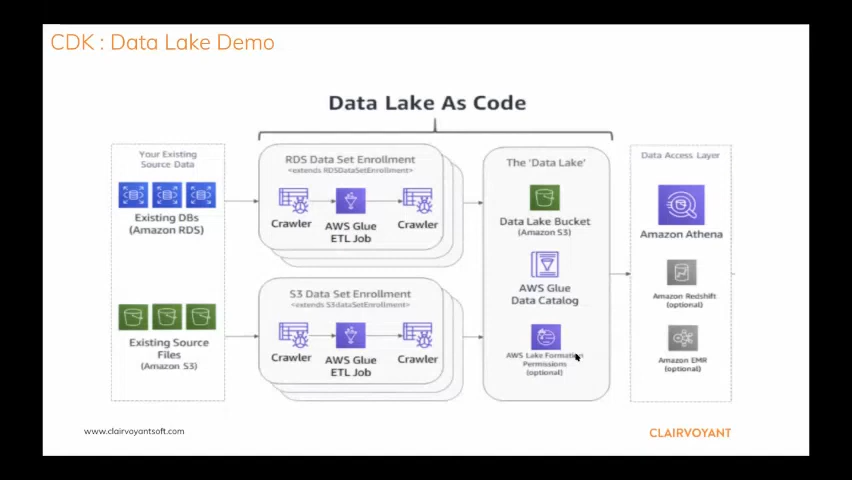 CDK : Data Lake Demo
Data Lake As Code
Your Existing
Source Data
Existing DBs
(Amazon RDS)
Existing Source
Files
(Amazon S3)
RDS Data Set Enrollment
<extends RDSDataSetEnrollment>
Crawler
AWS Glue
ETL Job
Crawler
S3 Data Set Enrollment
<extends S3dataSetEnrollment>
Crawler
AWS Glue
ETL Job
Crawler
The 'Data Lake'
Data Lake Bucket
(Amazon S3)
AWS Glue
Data Catalog
AWS Lake Formation
Permissions
(optional)
Data Access Layer
Amazon Athena
Amazon Redshift
(optional)
Amazon EMR
(optional)
www.clairvoyantsoft.com
CLAIRVOYANT